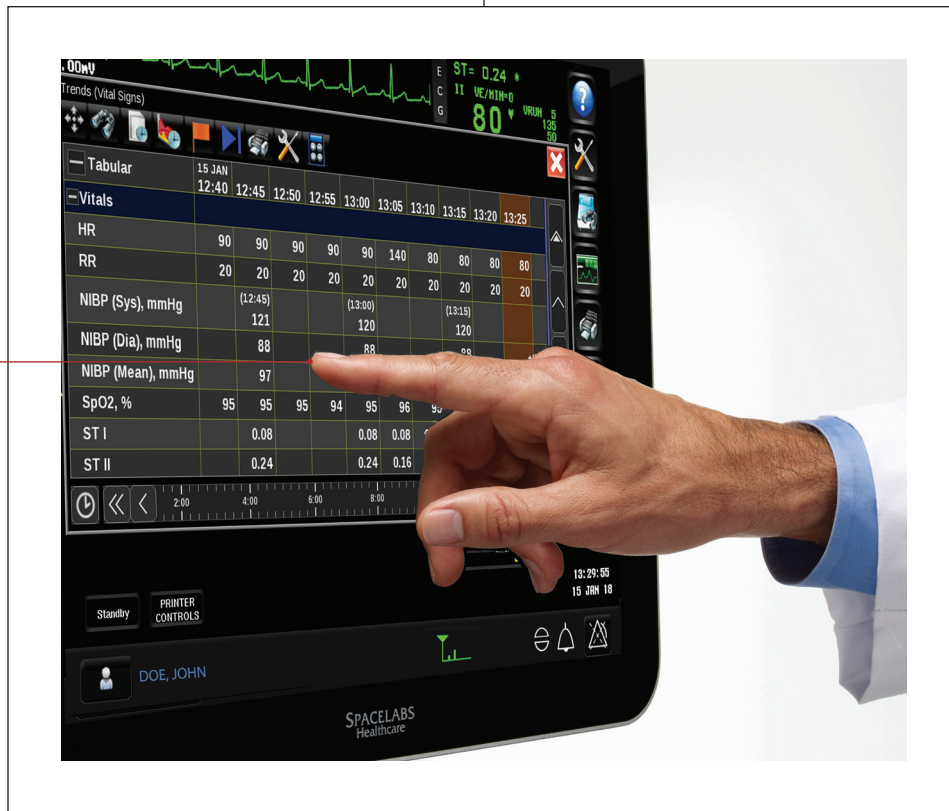 .00mV
E
C
G
ST= 0.24
II VE/MIN=0
80 VRUN 5
135
50
Trends (Vital Signs)
?
Tabular 15 JAN
12:40 12:45 12:50 12:55 13:00 13:05 13:10 13:15 13:20 13:25
Vitals
HR 90 90 90 90 90 140 80 80 80 80
RR 20 20 20 20 20 20 20 20 20 20
NIBP (Sys), mmHg (12:45) (13:00) (13:15)
121 120 120
NIBP (Dia), mmHg 88 88
NIBP (Mean), mmHg 97
SpO2, % 95 95 95 94 95 96
ST I 0.08 0.08 0.08
ST II 0.24 0.24 0.16
2:00 4:00 6:00 8:00
13:29:55
15 JAN 18
Standby PRINTER
CONTROLS
DOE, JOHN
SPACELABS
Healthcare